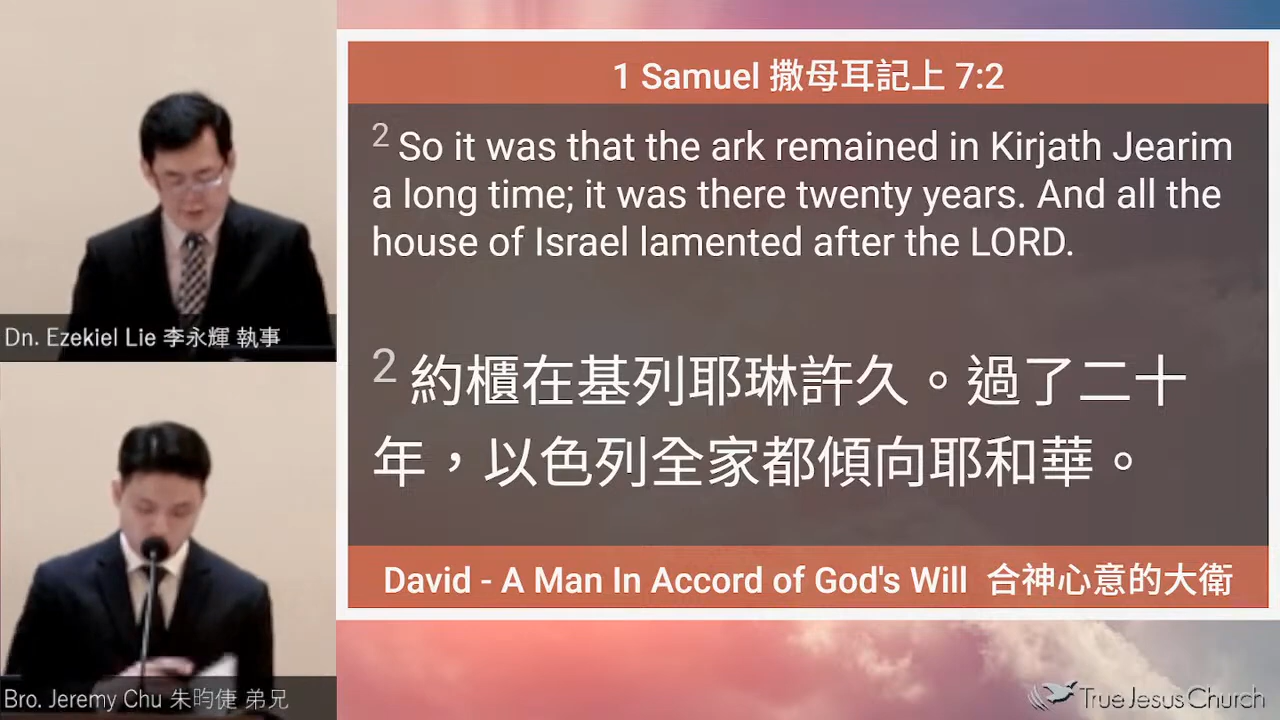 Dn. Ezekiel Lie 李永輝 執事
Bro. Jeremy Chu 朱昀倢 弟兄
1 Samuel 撒母耳記上 7:2
2 So it was that the ark remained in Kirjath Jearim
a long time; it was there twenty years. And all the
house of Israel lamented after the LORD.
2 約櫃在基列耶琳許久。過了二十
年，以色列全家都傾向耶和華。
David - A Man In Accord of God's Will 合神心意的大衛
True Jesus Church